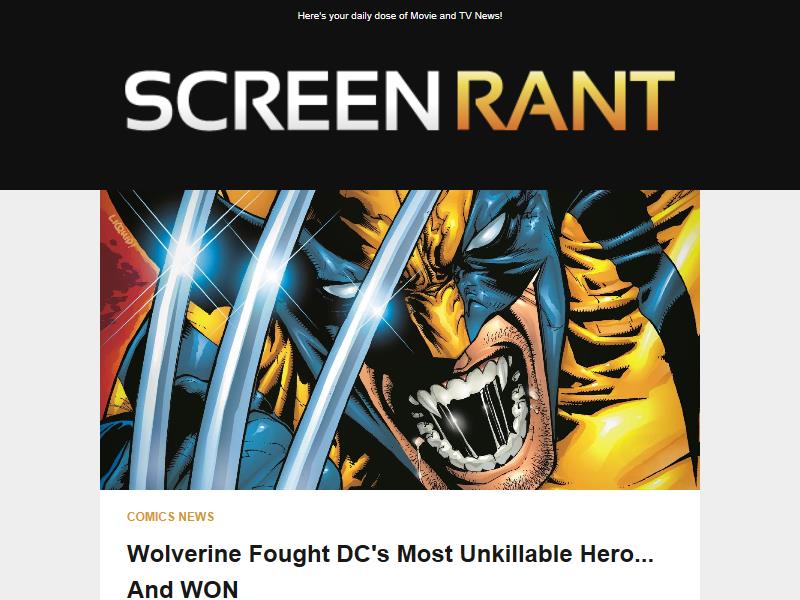 Here's your daily dose of Movie and TV News!
SCREEN RANT
LIQUID!
COMICS NEWS
Wolverine Fought DC's Most Unkillable Hero...
And WON